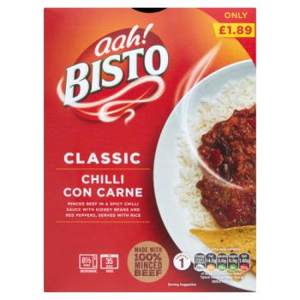 ONLY
£1.89
aah!
BISTO
CLASSIC
CHILLI
CON CARNE
MINCED BEEF IN A SPICY CHILLI
SAUCE WITH KIDNEY BEANS AND
RED PEPPERS, SERVED WITH RICE
MADE WITH
100%
MINCED
BEEF
1
Serving Suggestion